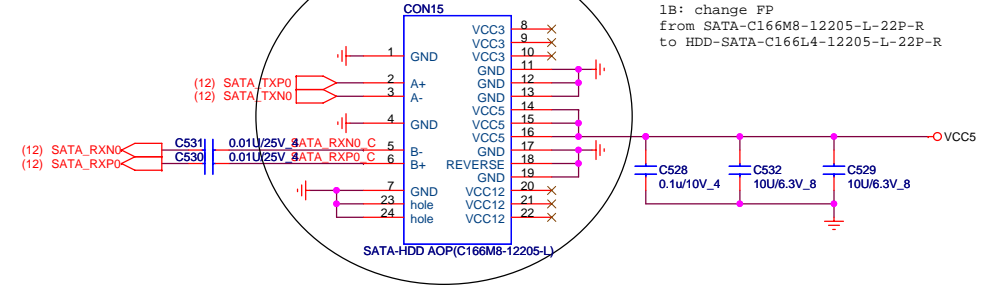 CON15
1B: change FP
from SATA-C166M8-12205-L-22P-R
to HDD-SATA-C166L4-12205-L-22P-R
VCC3 8
VCC3 9
VCC3 10
1 GND
GND 11
(12) SATA_TXP0 2 A+
GND 12
(12) SATA_TXN0 3 A-
GND 13
VCC5 14
4 GND
VCC5 15
VCC5 16
VCC5
(12) SATA_RXN0 C531 0.01U/25V_4 SATA_RXN0_C 5 B-
GND 17
(12) SATA_RXP0 C530 0.01U/25V_4 SATA_RXP0_C 6 B+
REVERSE 18
GND 19
C528
0.1u/10V_4
C532
10U/6.3V_8
C529
10U/6.3V_8
7 GND
VCC12 20
23 hole
VCC12 21
24 hole
VCC12 22
SATA-HDD AOP(C166M8-12205-L)